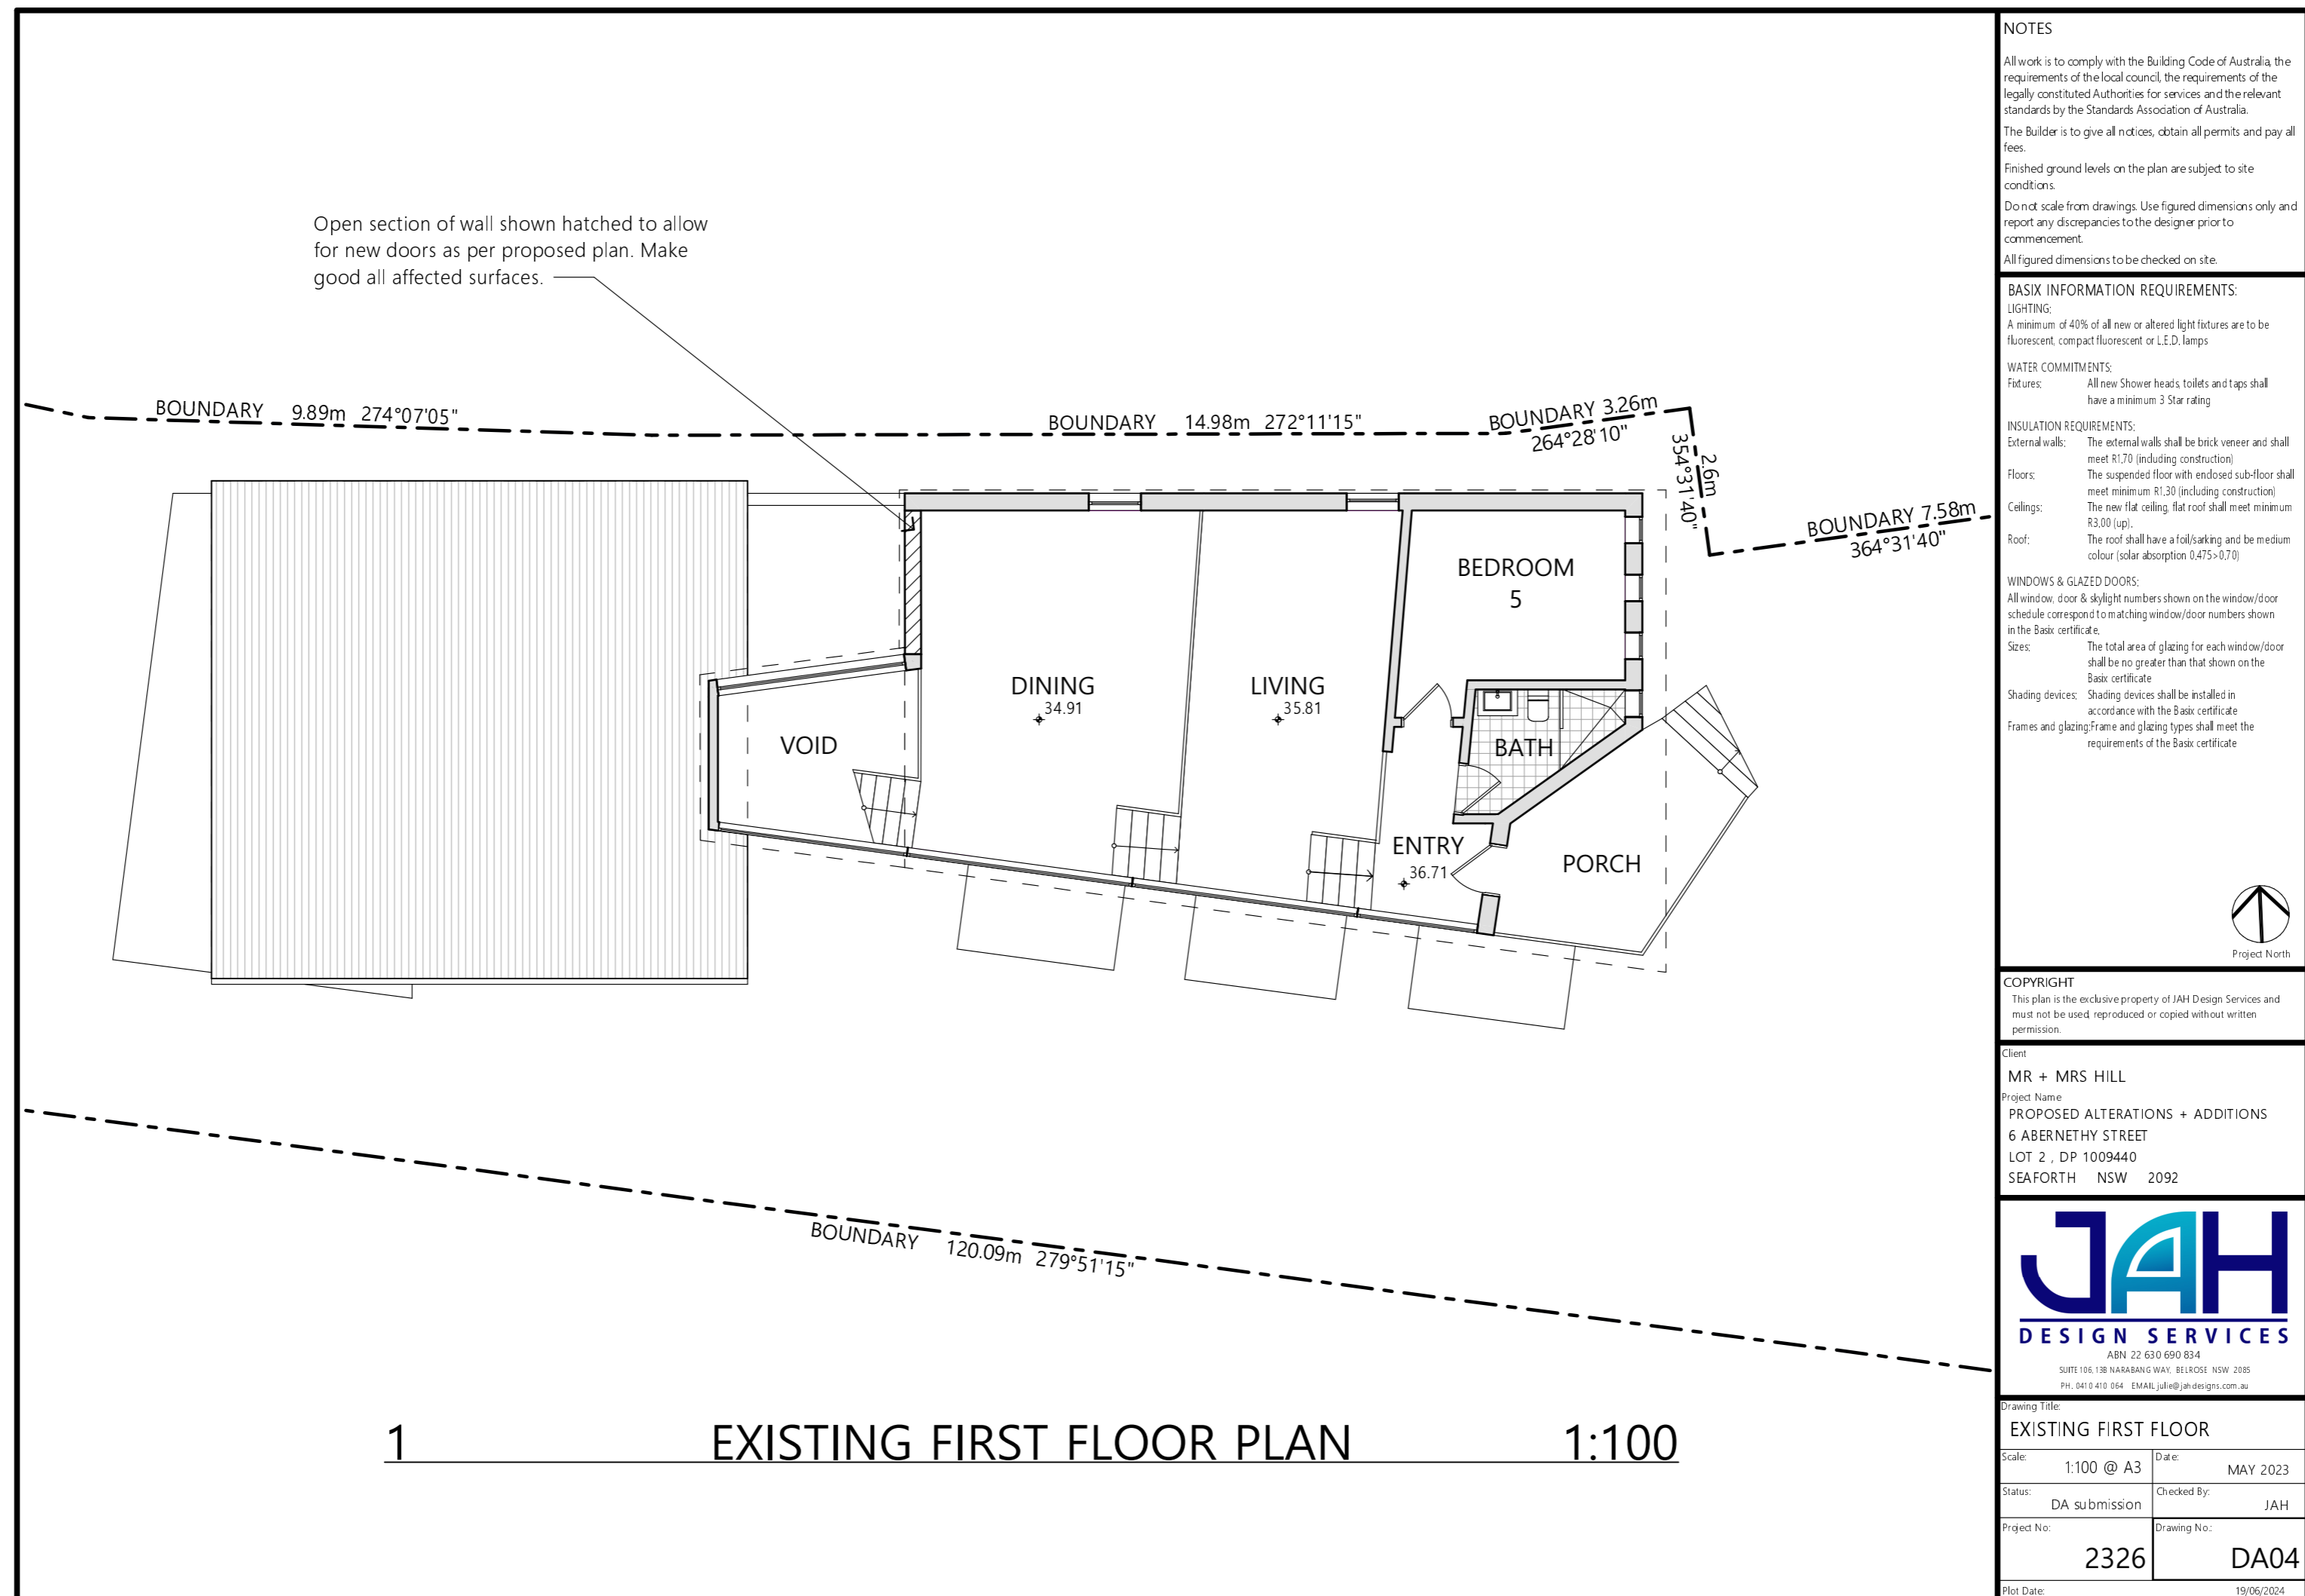 Open section of wall shown hatched to allow
for new doors as per proposed plan. Make
good all affected surfaces.
BOUNDARY 9.89m 274°07'05"
BOUNDARY 14.98m 272°11'15"
BOUNDARY 3.26m
264°28'10"
2.6m
354°31'40"
BOUNDARY 7.58m
364°31'40"
BEDROOM
5
DINING
34.91
LIVING
35.81
VOID
BATH
ENTRY
36.71
PORCH
BOUNDARY 120.09m 279°51'15"
1 EXISTING FIRST FLOOR PLAN 1:100
NOTES
All work is to comply with the Building Code of Australia, the
requirements of the local council, the requirements of the
legally constituted Authorities for services and the relevant
standards by the Standards Association of Australia.
The Builder is to give all notices, obtain all permits and pay all
fees.
Finished ground levels on the plan are subject to site
conditions.
Do not scale from drawings. Use figured dimensions only and
report any discrepancies to the designer prior to
commencement.
All figured dimensions to be checked on site.
BASIX INFORMATION REQUIREMENTS:
LIGHTING:
A minimum of 40% of all new or altered light fixtures are to be
fluorescent, compact fluorescent or L.E.D. lamps
WATER COMMITMENTS:
Fixtures: All new Shower heads, toilets and taps shall
have a minimum 3 Star rating
INSULATION REQUIREMENTS:
External walls: The external walls shall be brick veneer and shall
meet R1.70 (including construction)
Floors: The suspended floor with enclosed sub-floor shall
meet minimum R1.30 (including construction)
Ceilings: The new flat ceiling, flat roof shall meet minimum
R3.00 (up).
Roof: The roof shall have a foil/sarking and be medium
colour (solar absorption 0.475>0.70)
WINDOWS & GLAZED DOORS:
All window, door & skylight numbers shown on the window/door
schedule correspond to matching window/door numbers shown
in the Basix certificate.
Sizes: The total area of glazing for each window/door
shall be no greater than that shown on the
Basix certificate
Shading devices: Shading devices shall be installed in
accordance with the Basix certificate
Frames and glazing:Frame and glazing types shall meet the
requirements of the Basix certificate
Project North
COPYRIGHT
This plan is the exclusive property of JAH Design Services and
must not be used, reproduced or copied without written
permission.
Client
MR + MRS HILL
Project Name
PROPOSED ALTERATIONS + ADDITIONS
6 ABERNETHY STREET
LOT 2 , DP 1009440
SEAFORTH NSW 2092
JAH
DESIGN SERVICES
ABN 22 630 690 834
SUITE 106, 13B NARABANG WAY, BELROSE NSW 2085
PH. 0410 410 064 EMAIL julie@jahdesigns.com.au
Drawing Title:
EXISTING FIRST FLOOR
Scale: 1:100 @ A3 Date: MAY 2023
Status: DA submission Checked By: JAH
Project No: 2326 Drawing No.: DA04
Plot Date: 19/06/2024